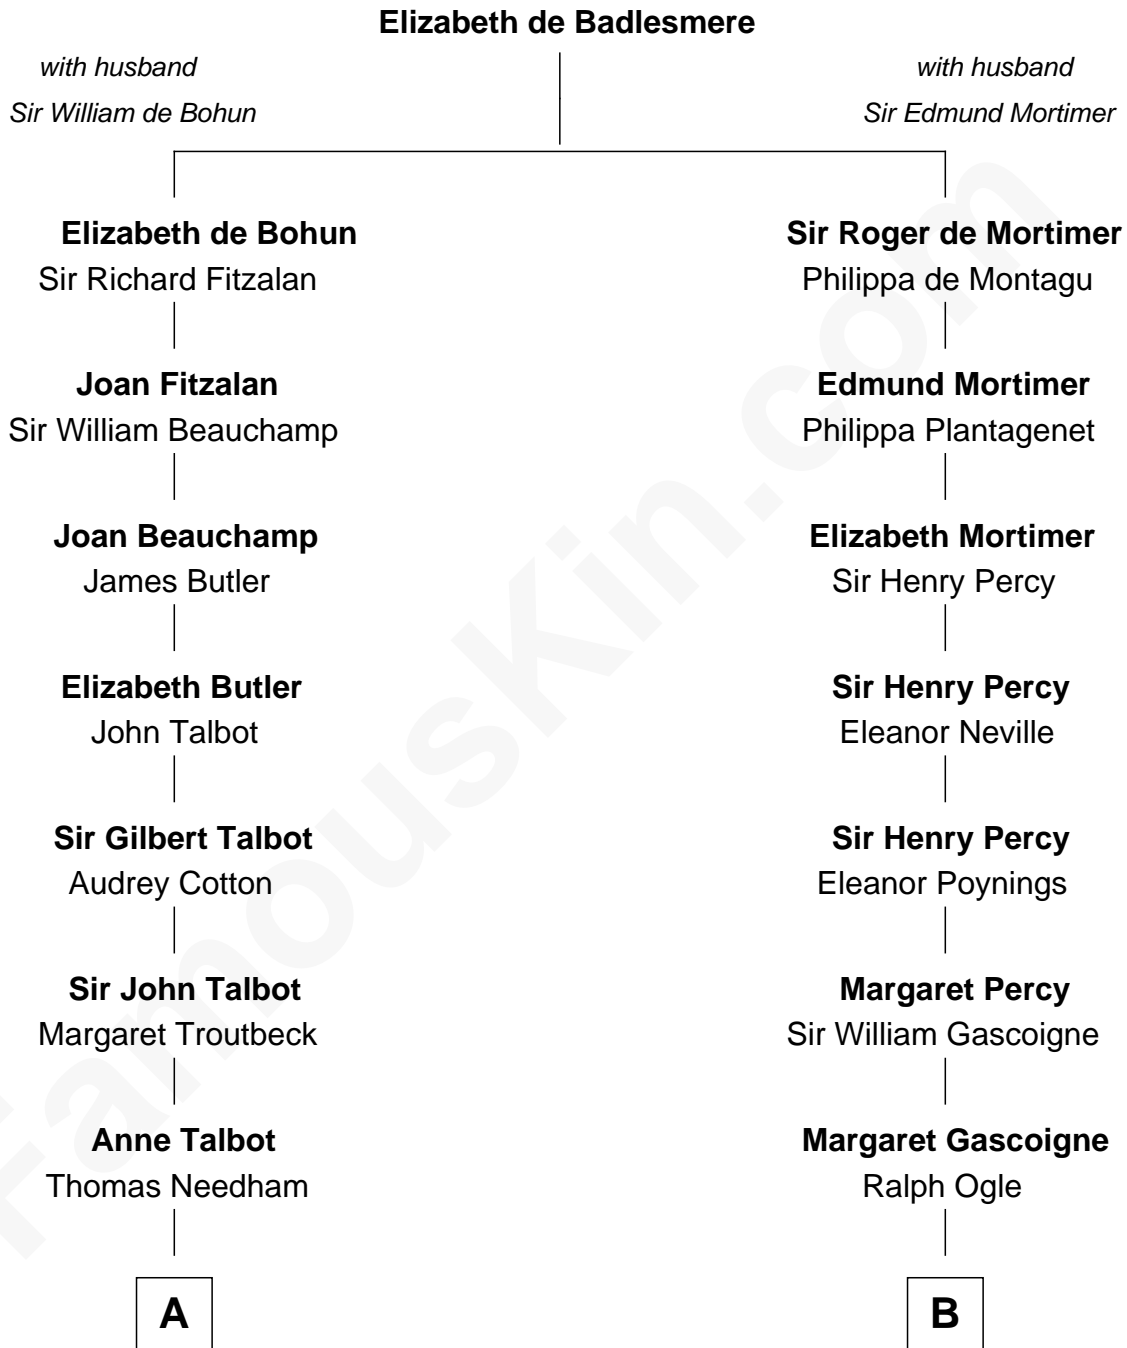 Elizabeth de Badlesmere
with husband
Sir William de Bohun
with husband
Sir Edmund Mortimer
Elizabeth de Bohun
Sir Richard Fitzalan
Sir Roger de Mortimer
Philippa de Montagu
Joan Fitzalan
Sir William Beauchamp
Edmund Mortimer
Philippa Plantagenet
Joan Beauchamp
James Butler
Elizabeth Mortimer
Sir Henry Percy
Elizabeth Butler
John Talbot
Sir Henry Percy
Eleanor Neville
Sir Gilbert Talbot
Audrey Cotton
Sir Henry Percy
Eleanor Poynings
Sir John Talbot
Margaret Troutbeck
Margaret Percy
Sir William Gascoigne
Anne Talbot
Thomas Needham
Margaret Gascoigne
Ralph Ogle
A
B
FamousKin.com